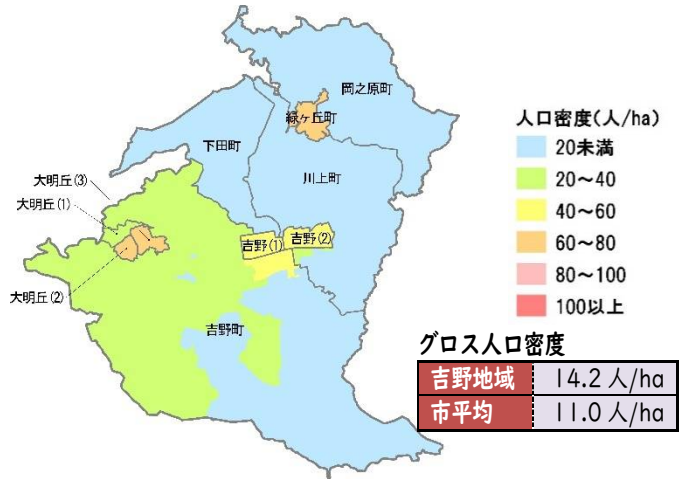 岡之原町
緑ヶ丘町
下田町
川上町
大明丘(3)
大明丘(1)
吉野(1)
吉野(2)
大明丘(2)
吉野町
人口密度(人/ha)
20未満
20～40
40～60
60～80
80～100
100以上
グロス人口密度
吉野地域 14.2人/ha
市平均 11.0人/ha